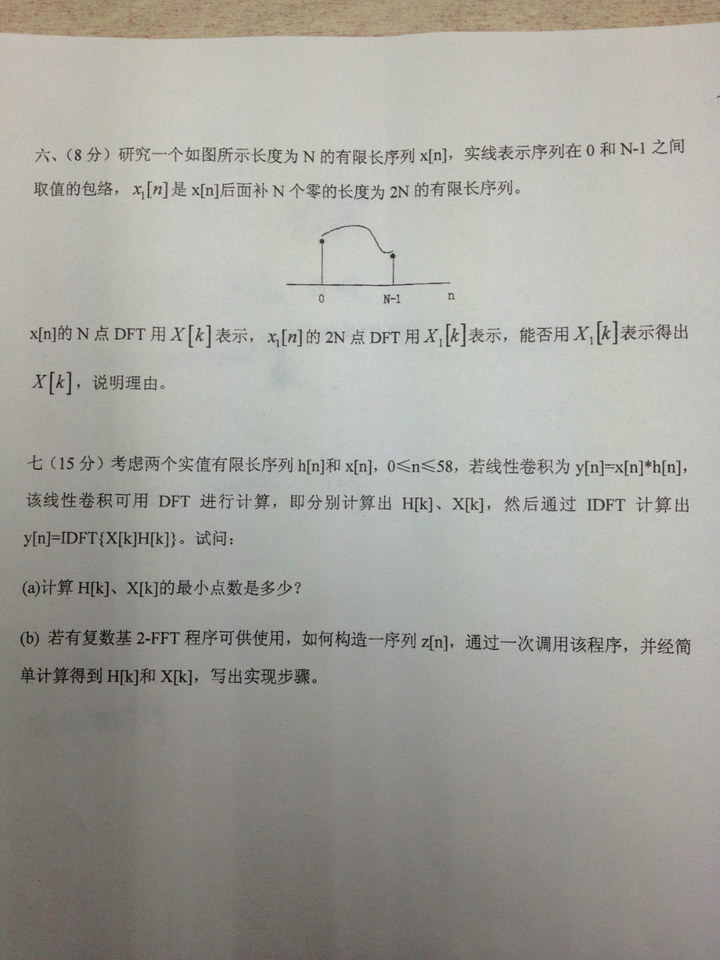 六、（8 分）研究一个如图所示长度为 N 的有限长序列 x[n]，实线表示序列在 0 和 N-1 之间
取值的包络， x₁[n] 是 x[n]后面补 N 个零的长度为 2N 的有限长序列。
0 N-1 n
x[n]的 N 点 DFT 用 X[k] 表示， x₁[n] 的 2N 点 DFT 用 X₁[k] 表示，能否用 X₁[k] 表示得出
X[k]，说明理由。
七（15 分）考虑两个实值有限长序列 h[n]和 x[n]，0≤n≤58，若线性卷积为 y[n]=x[n]*h[n]，
该线性卷积可用 DFT 进行计算，即分别计算出 H[k]、X[k]，然后通过 IDFT 计算出
y[n]=IDFT{X[k]H[k]}。试问：
(a)计算 H[k]、X[k]的最小点数是多少？
(b) 若有复数基 2-FFT 程序可供使用，如何构造一序列 z[n]，通过一次调用该程序，并经简
单计算得到 H[k]和 X[k]，写出实现步骤。